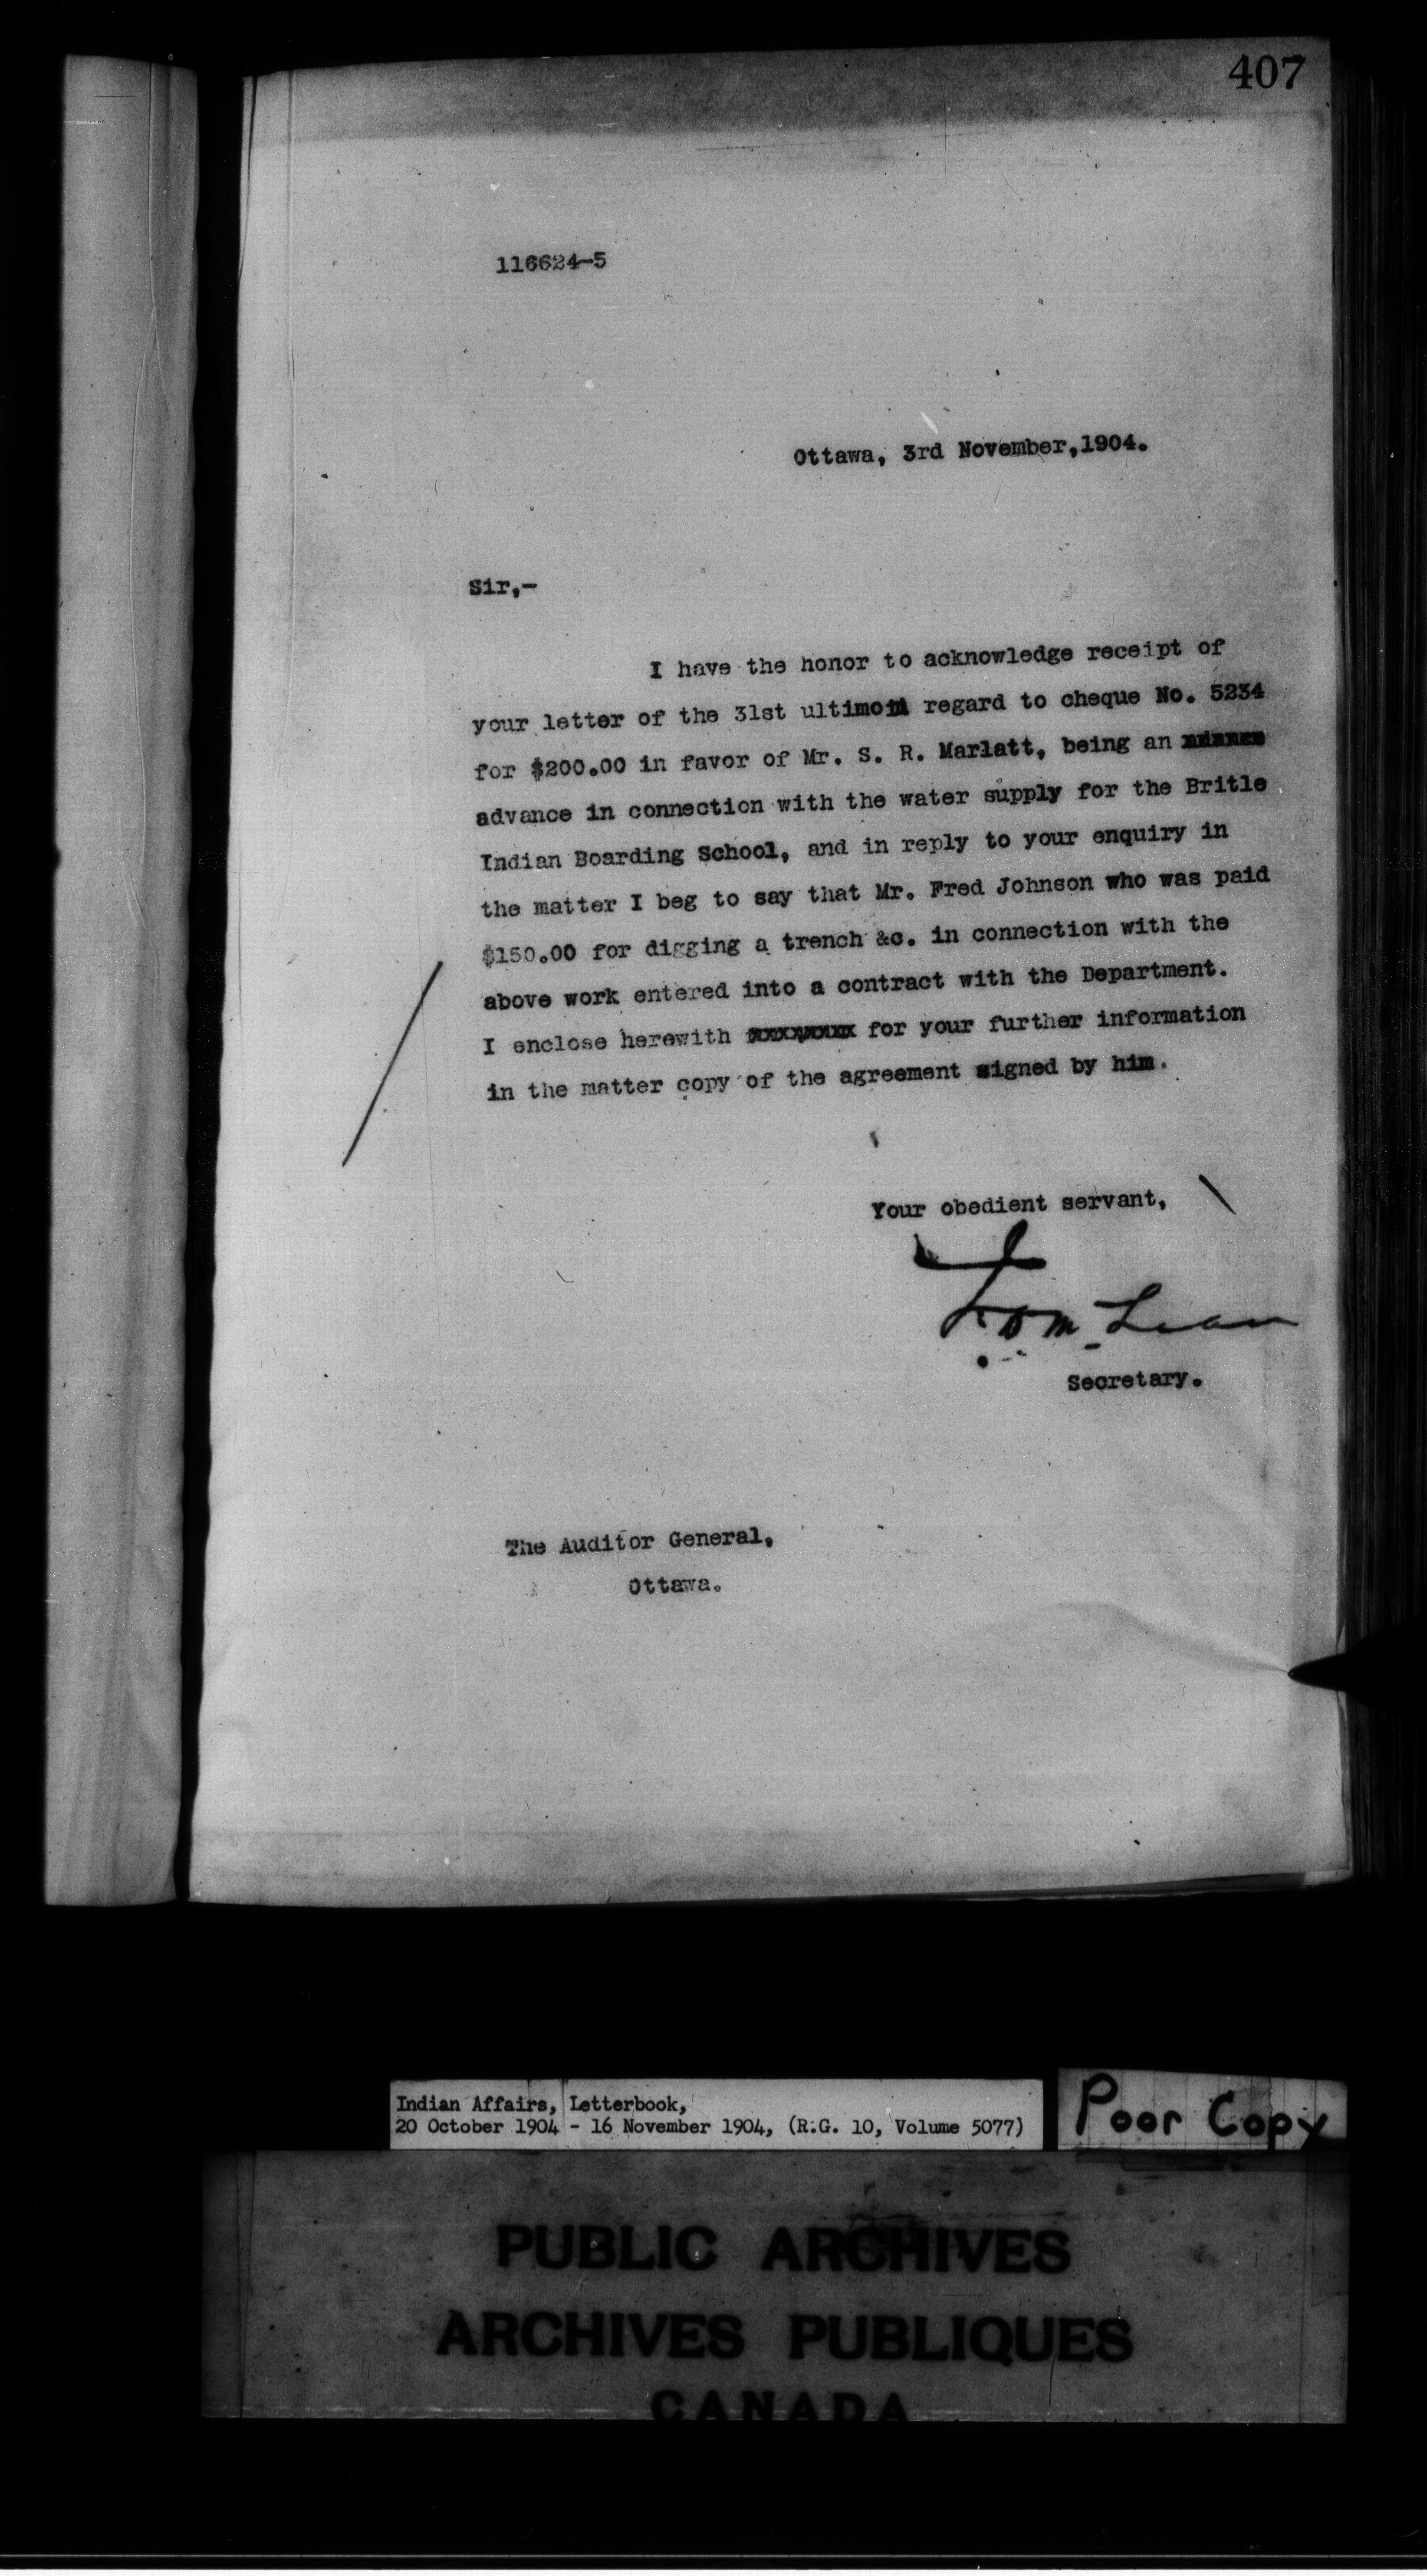 407
116624-5
Ottawa, 3rd November,1904.
Sir,-
I have the honor to acknowledge receipt of
your letter of the 31st ultimoin regard to cheque No. 5234
for $200.00 in favor of Mr. S. R. Marlatt, being an
advance in connection with the water supply for the Britle
Indian Boarding School, and in reply to your enquiry in
the matter I beg to say that Mr. Fred Johnson who was paid
$150.00 for digging a trench &c. in connection with the
above work entered into a contract with the Department.
I enclose herewith for your further information
in the matter copy of the agreement signed by him.
Your obedient servant,
J D McLean
Secretary.
The Auditor General,
Ottawa.
Indian Affairs, Letterbook,
20 October 1904 - 16 November 1904, (R.G. 10, Volume 5077)
Poor Copy
PUBLIC ARCHIVES
ARCHIVES PUBLIQUES
CANADA